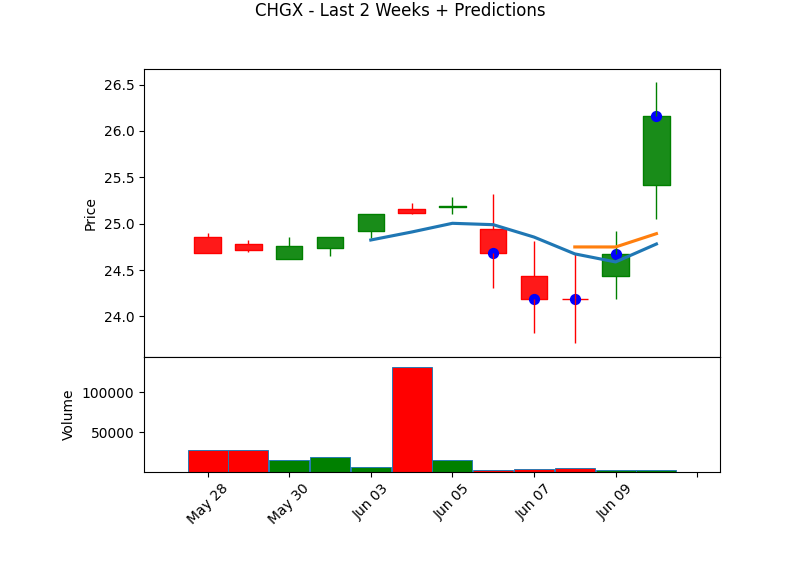 CHGX - Last 2 Weeks + Predictions
26.5
26.0
25.5
25.0
24.5
24.0
Price
100000
50000
Volume
May 28
May 30
Jun 03
Jun 05
Jun 07
Jun 09